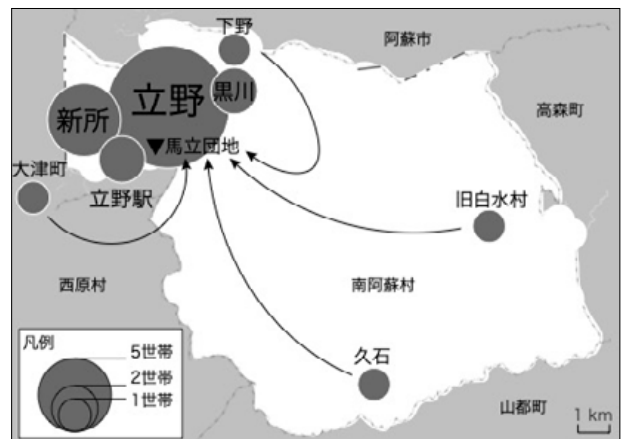 下野
阿蘇市
立野
黒川
高森町
新所
▼馬立団地
大津町
立野駅
旧白水村
西原村
南阿蘇村
凡例
5世帯
久石
2世帯
1世帯
山都町
1 km